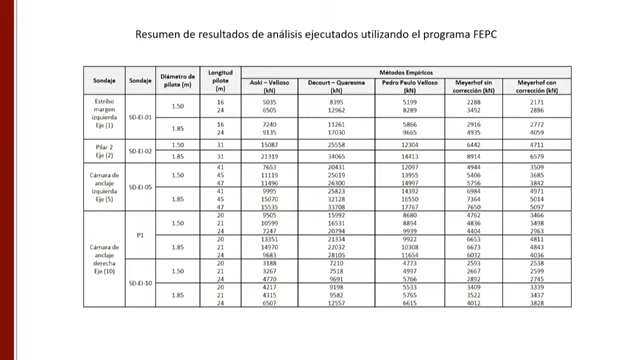 Resumen de resultados de análisis ejecutados utilizando el programa FEPC
Sondaje Sondaje Diámetro de pilote (m) Longitud pilote (m) Métodos Empíricos
Aoki – Velloso (kN) Decourt – Quaresma (kN) Pedro Paulo Velloso (kN) Meyerhof sin corrección (kN) Meyerhof con corrección (kN)
Estribo margen izquierda Eje (1) SD-EI-01 1.50 16 5035 8395 5199 2288 2171
24 6505 12962 8289 3492 2886
1.85 16 7240 11261 5866 2916 2772
24 9135 17030 9665 4935 4059
Pilar 2 Eje (2) SD-EI-02 1.50 31 15087 25558 12304 6442 4711
1.85 31 21319 34065 14413 8914 6579
Cámara de anclaje izquierda Eje (5) SD-EI-05 1.50 41 7653 20431 12097 4944 3509
45 11119 25019 13955 5406 3685
47 11496 26300 14997 5756 3842
1.85 41 9995 25823 14392 6984 4971
45 15070 32128 16550 7364 5014
47 15535 33708 17767 7650 5097
Cámara de anclaje derecha Eje (10) P1 1.50 20 9505 15992 8680 4762 3466
21 10599 16531 8894 4836 3498
24 7247 20794 9939 4404 2963
1.85 20 13351 21334 9922 6653 4811
21 14970 22032 10308 6673 4843
24 9683 28105 11654 6032 4036
SD-EI-10 1.50 20 3188 7210 4773 2593 2538
21 3267 7518 4997 2667 2599
24 4770 9691 5766 2892 2745
1.85 20 4217 9198 5533 3409 3339
21 4315 9582 5765 3522 3437
24 6507 12557 6615 4012 3828